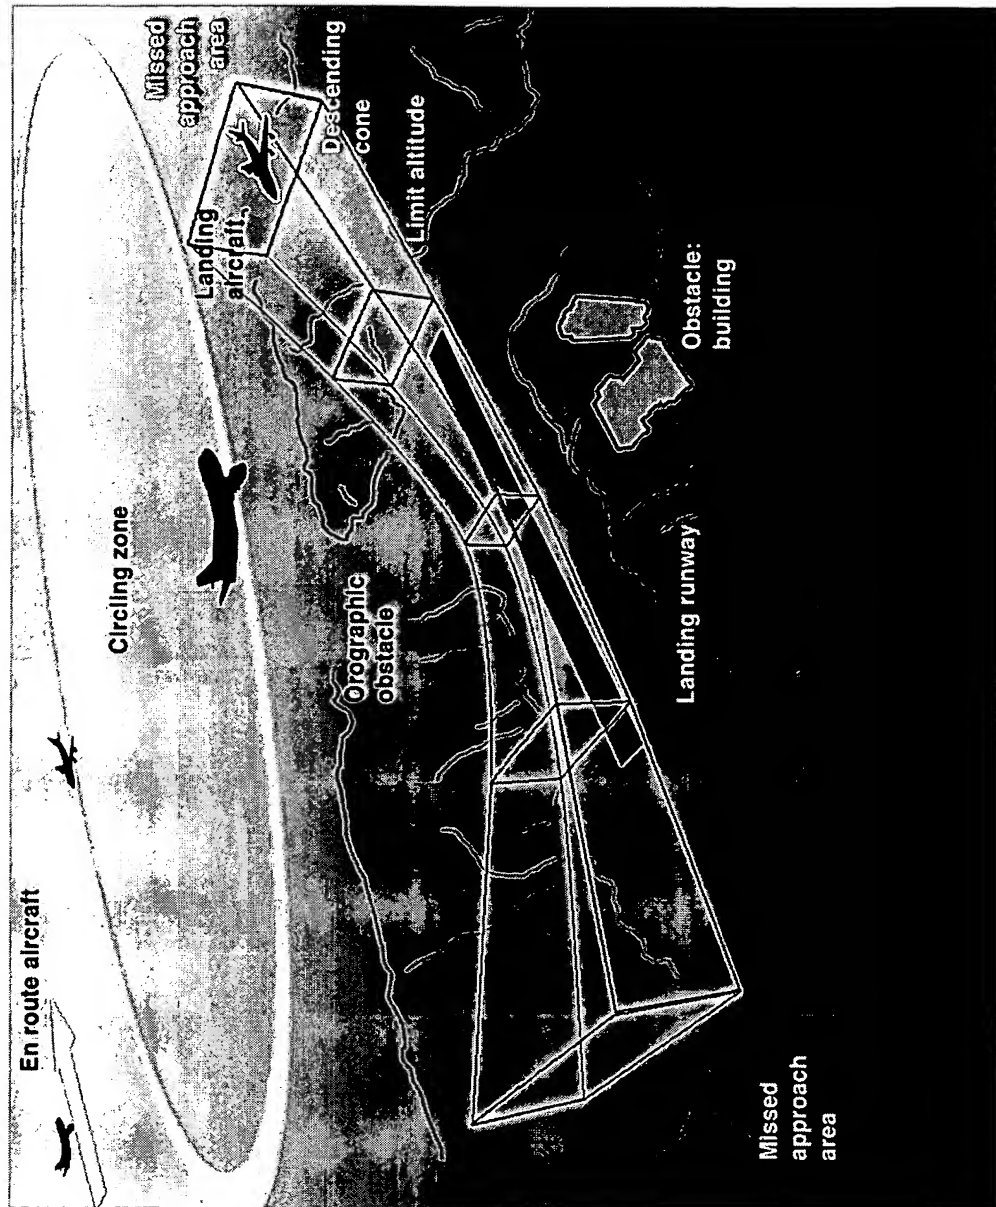 En route aircraft
Circling zone
Missed
approach
area
Landing
aircraft
Descending
cone
Limit altitude
Orographic
obstacle
Obstacle:
building
Landing runway
Missed
approach
area